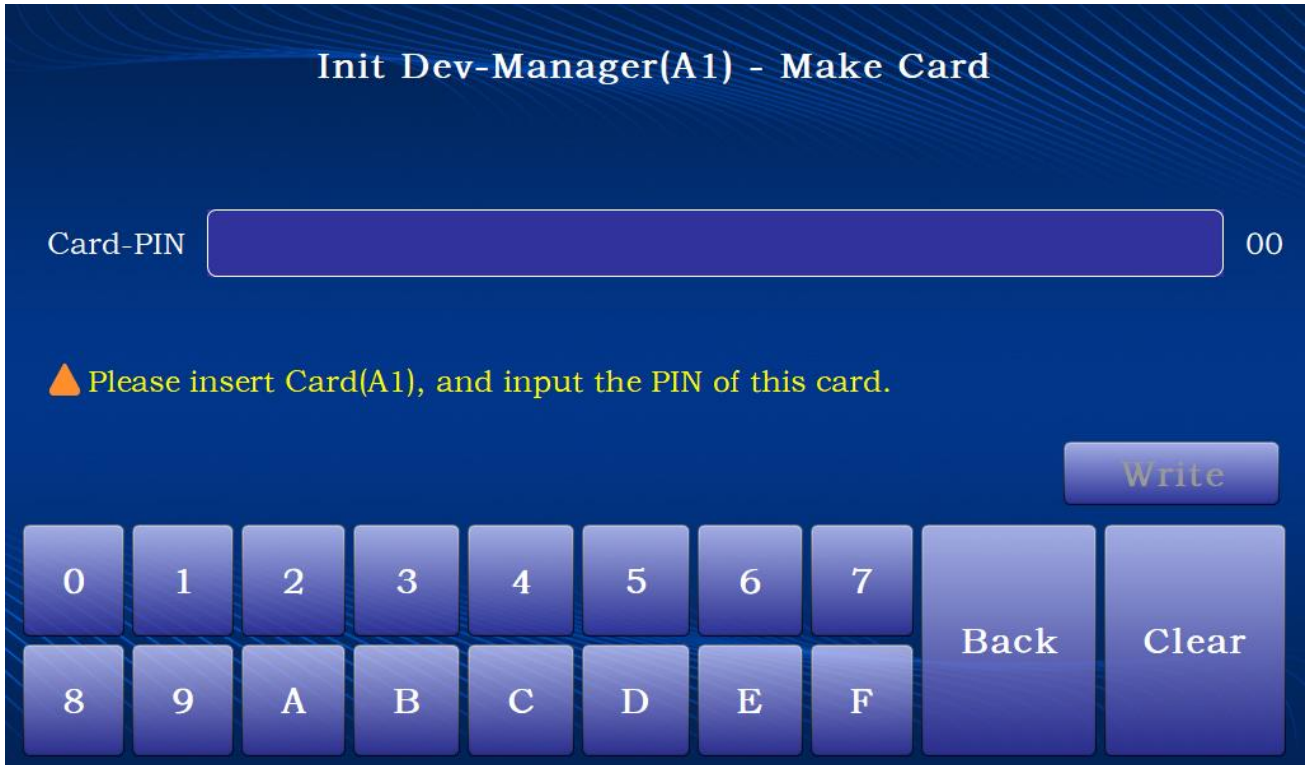 Init Dev-Manager(A1) - Make Card
Card-PIN 00
Please insert Card(A1), and input the PIN of this card.
Write
0 1 2 3 4 5 6 7
Back Clear
8 9 A B C D E F